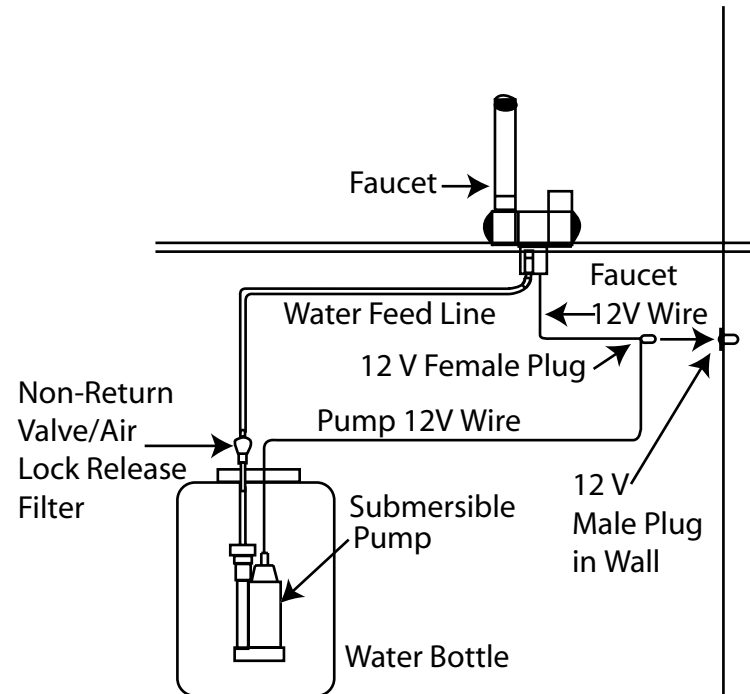 Faucet
Faucet
12V Wire
Water Feed Line
12 V Female Plug
Non-Return
Valve/Air
Lock Release
Filter
Pump 12V Wire
12 V
Male Plug
in Wall
Submersible
Pump
Water Bottle